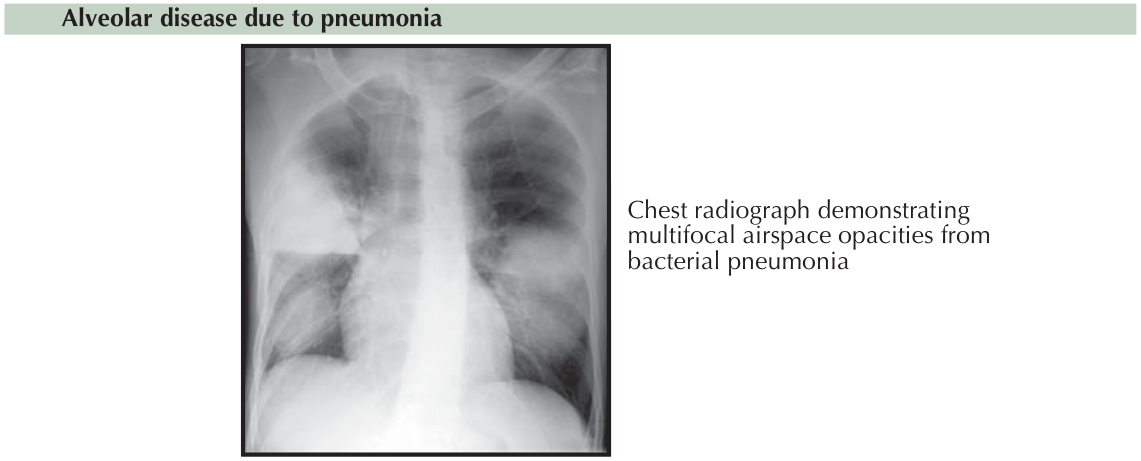 Alveolar disease due to pneumonia
Chest radiograph demonstrating
multifocal airspace opacities from
bacterial pneumonia